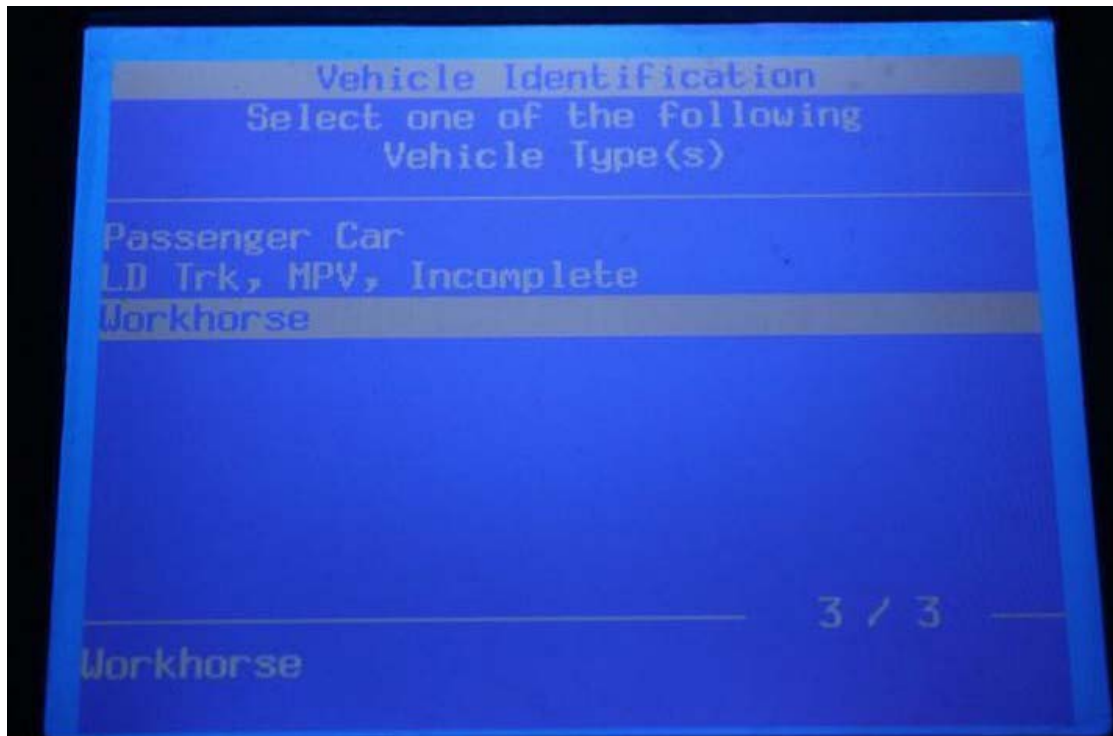 Vehicle Identification
Select one of the following
Vehicle Type(s)
Passenger Car
LD Trk, MPV, Incomplete
Workhorse
3 / 3
Workhorse